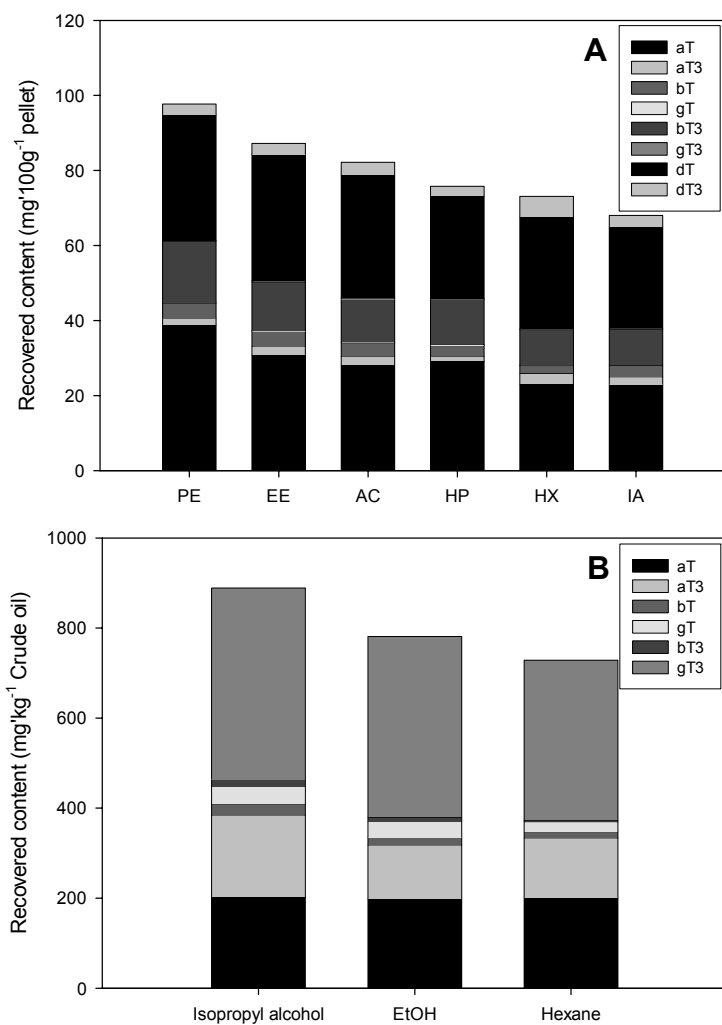 A
aT
aT3
bT
gT
bT3
gT3
dT
dT3
Recovered content (mg'100g-1 pellet)
120
100
80
60
40
20
0
PE EE AC HP HX IA
B
aT
aT3
bT
gT
bT3
gT3
Recovered content (mg'kg-1 Crude oil)
1000
800
600
400
200
0
Isopropyl alcohol EtOH Hexane